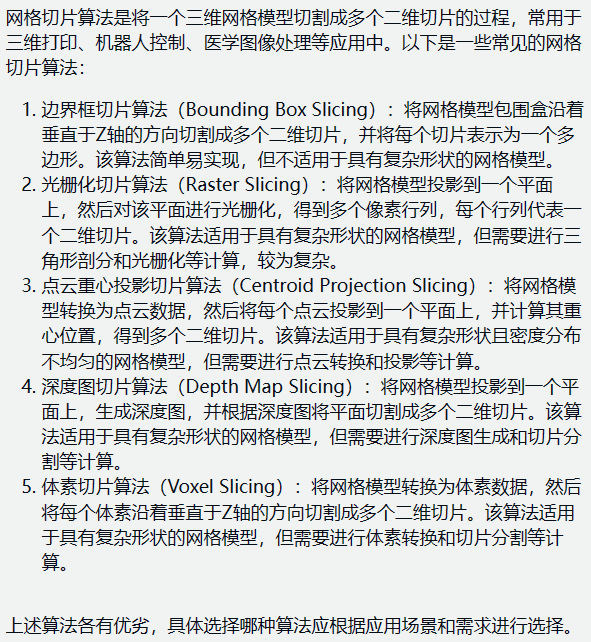 网格切片算法是将一个三维网格模型切割成多个二维切片的过程，常用于
三维打印、机器人控制、医学图像处理等应用中。以下是一些常见的网格
切片算法：
1. 边界框切片算法（Bounding Box Slicing）：将网格模型包围盒沿着
垂直于Z轴的方向切割成多个二维切片，并将每个切片表示为一个多
边形。该算法简单易实现，但不适用于具有复杂形状的网格模型。
2. 光栅化切片算法（Raster Slicing）：将网格模型投影到一个平面
上，然后对该平面进行光栅化，得到多个像素行列，每个行列代表一
个二维切片。该算法适用于具有复杂形状的网格模型，但需要进行三
角形剖分和光栅化等计算，较为复杂。
3. 点云重心投影切片算法（Centroid Projection Slicing）：将网格模
型转换为点云数据，然后将每个点云投影到一个平面上，并计算其重
心位置，得到多个二维切片。该算法适用于具有复杂形状且密度分布
不均匀的网格模型，但需要进行点云转换和投影等计算。
4. 深度图切片算法（Depth Map Slicing）：将网格模型投影到一个平
面上，生成深度图，并根据深度图将平面切割成多个二维切片。该算
法适用于具有复杂形状的网格模型，但需要进行深度图生成和切片分
割等计算。
5. 体素切片算法（Voxel Slicing）：将网格模型转换为体素数据，然后
将每个体素沿着垂直于Z轴的方向切割成多个二维切片。该算法适用
于具有复杂形状的网格模型，但需要进行体素转换和切片分割等计
算。
上述算法各有优劣，具体选择哪种算法应根据应用场景和需求进行选择。